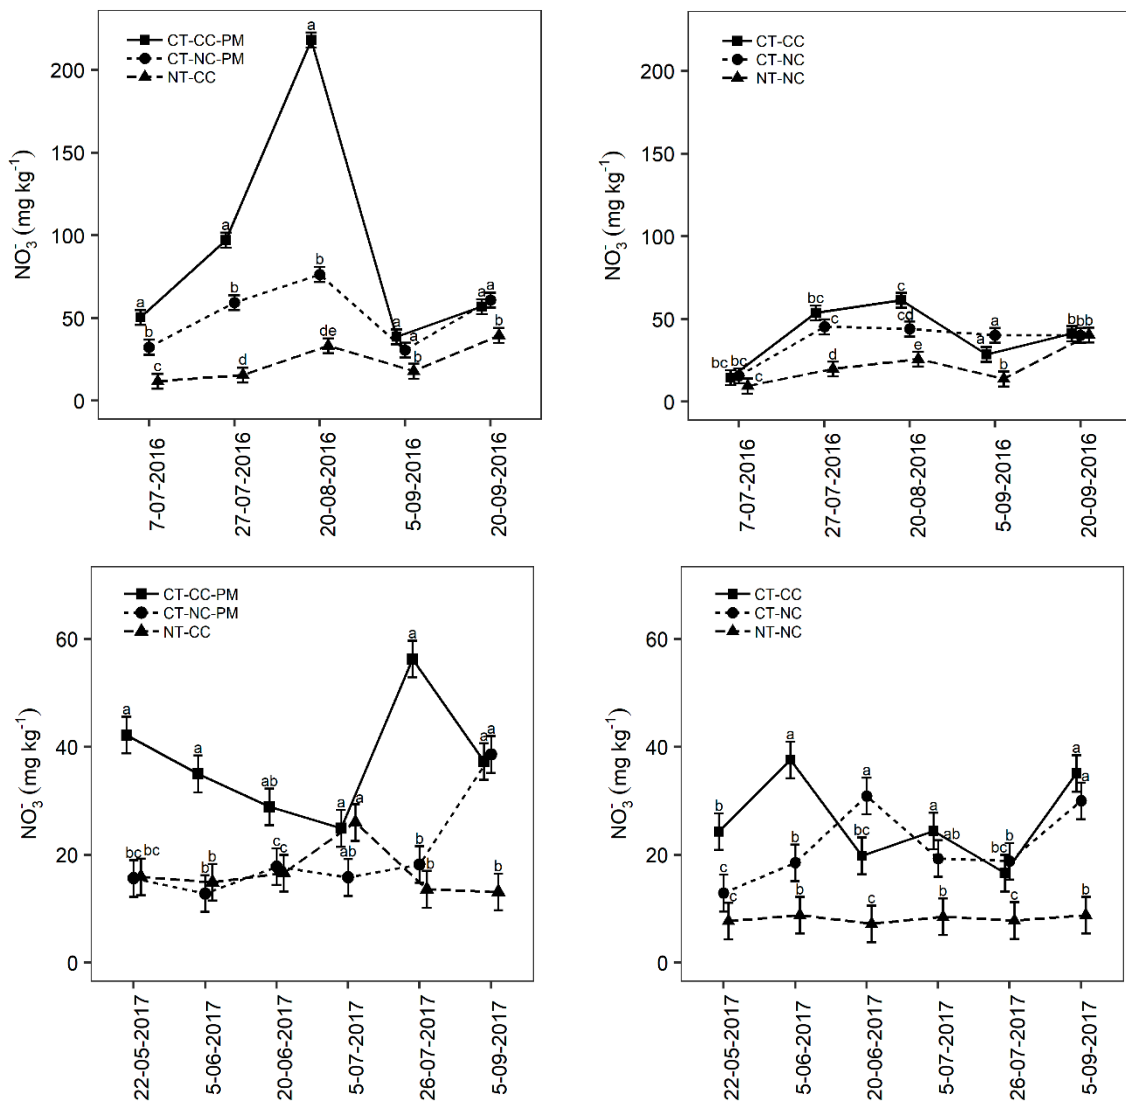 CT-CC-PM
CT-NC-PM
NT-CC
NO3- (mg kg-1)
200
150
100
50
0
a
a
a
a
a
a
b
b
b
a
b
c
d
de
b
7-07-2016
27-07-2016
20-08-2016
5-09-2016
20-09-2016
CT-CC
CT-NC
NT-NC
NO3- (mg kg-1)
200
150
100
50
0
bc bc
c
bc
c
d
c
cd
e
a
a
b
b
b
b
7-07-2016
27-07-2016
20-08-2016
5-09-2016
20-09-2016
CT-CC-PM
CT-NC-PM
NT-CC
NO3- (mg kg-1)
60
40
20
0
a
bc
bc
a
b
b
ab
c
c
a
a
ab
a
b
b
a
a
b
22-05-2017
5-06-2017
20-06-2017
5-07-2017
26-07-2017
5-09-2017
CT-CC
CT-NC
NT-NC
NO3- (mg kg-1)
60
40
20
0
b
c
c
a
b
b
a
bc
c
a
ab
b
b
bc
c
a
a
b
22-05-2017
5-06-2017
20-06-2017
5-07-2017
26-07-2017
5-09-2017